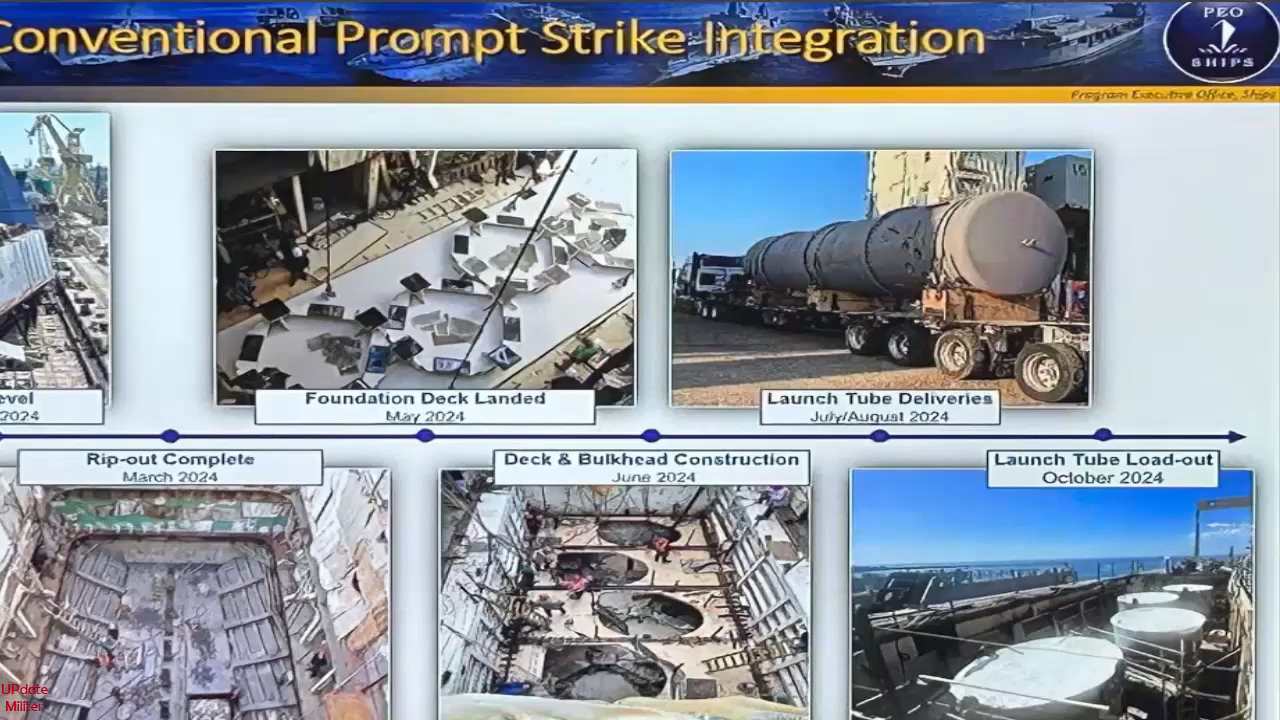 Conventional Prompt Strike Integration
PEO
SHIPS
Program Executive Office, Ships
evel
2024
Foundation Deck Landed
May 2024
Launch Tube Deliveries
July/August 2024
Rip-out Complete
March 2024
Deck & Bulkhead Construction
June 2024
Launch Tube Load-out
October 2024
UPdate
Militer